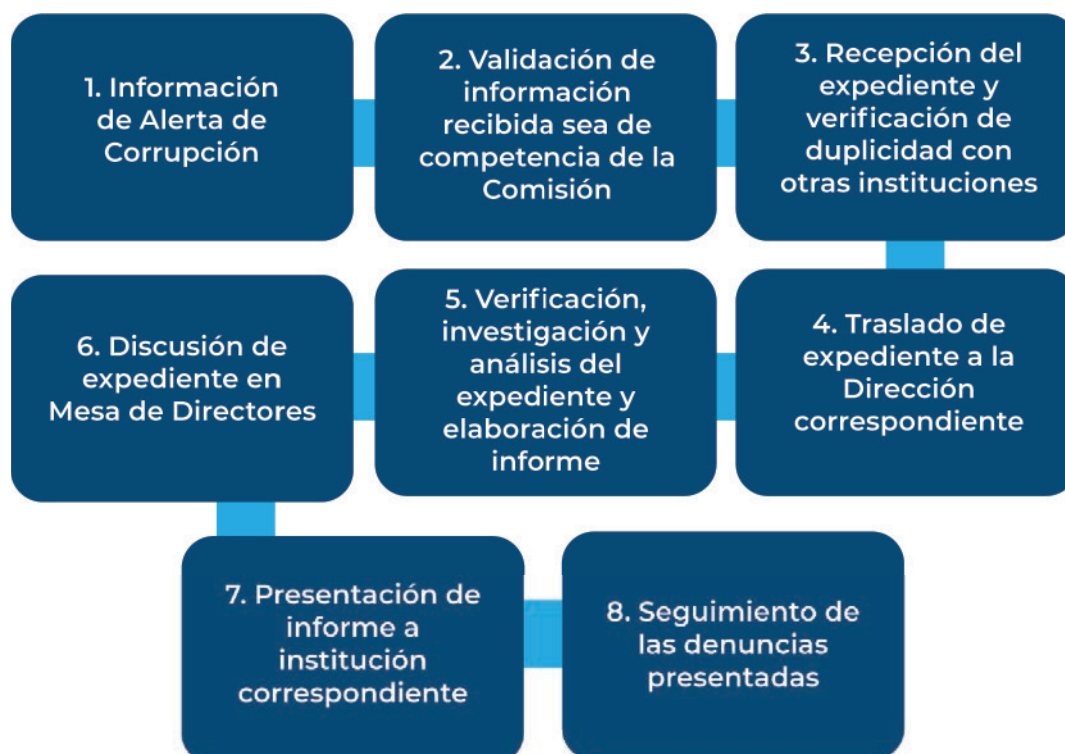 1. Información
de Alerta de
Corrupción
2. Validación de
información
recibida sea de
competencia de la
Comisión
3. Recepción del
expediente y
verificación de
duplicidad con
otras instituciones
4. Traslado de
expediente a la
Dirección
correspondiente
5. Verificación,
investigación y
análisis del
expediente y
elaboración de
informe
6. Discusión de
expediente en
Mesa de Directores
7. Presentación de
informe a
institución
correspondiente
8. Seguimiento de
las denuncias
presentadas